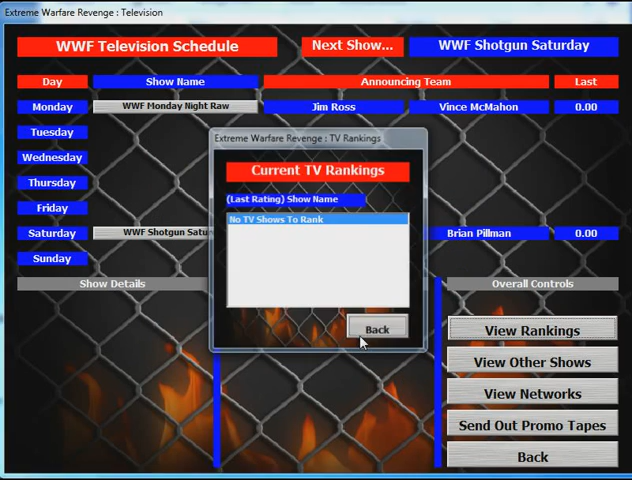 Extreme Warfare Revenge : Television
WWF Television Schedule
Next Show...
WWF Shotgun Saturday
Day
Show Name
Announcing Team
Last
Monday
WWF Monday Night Raw
Jim Ross
Vince McMahon
0.00
Tuesday
Wednesday
Thursday
Friday
Saturday
WWF Shotgun Satur
Brian Pillman
0.00
Sunday
Extreme Warfare Revenge : TV Rankings
Current TV Rankings
(Last Rating) Show Name
No TV Shows To Rank
Back
Show Details
Overall Controls
View Rankings
View Other Shows
View Networks
Send Out Promo Tapes
Back